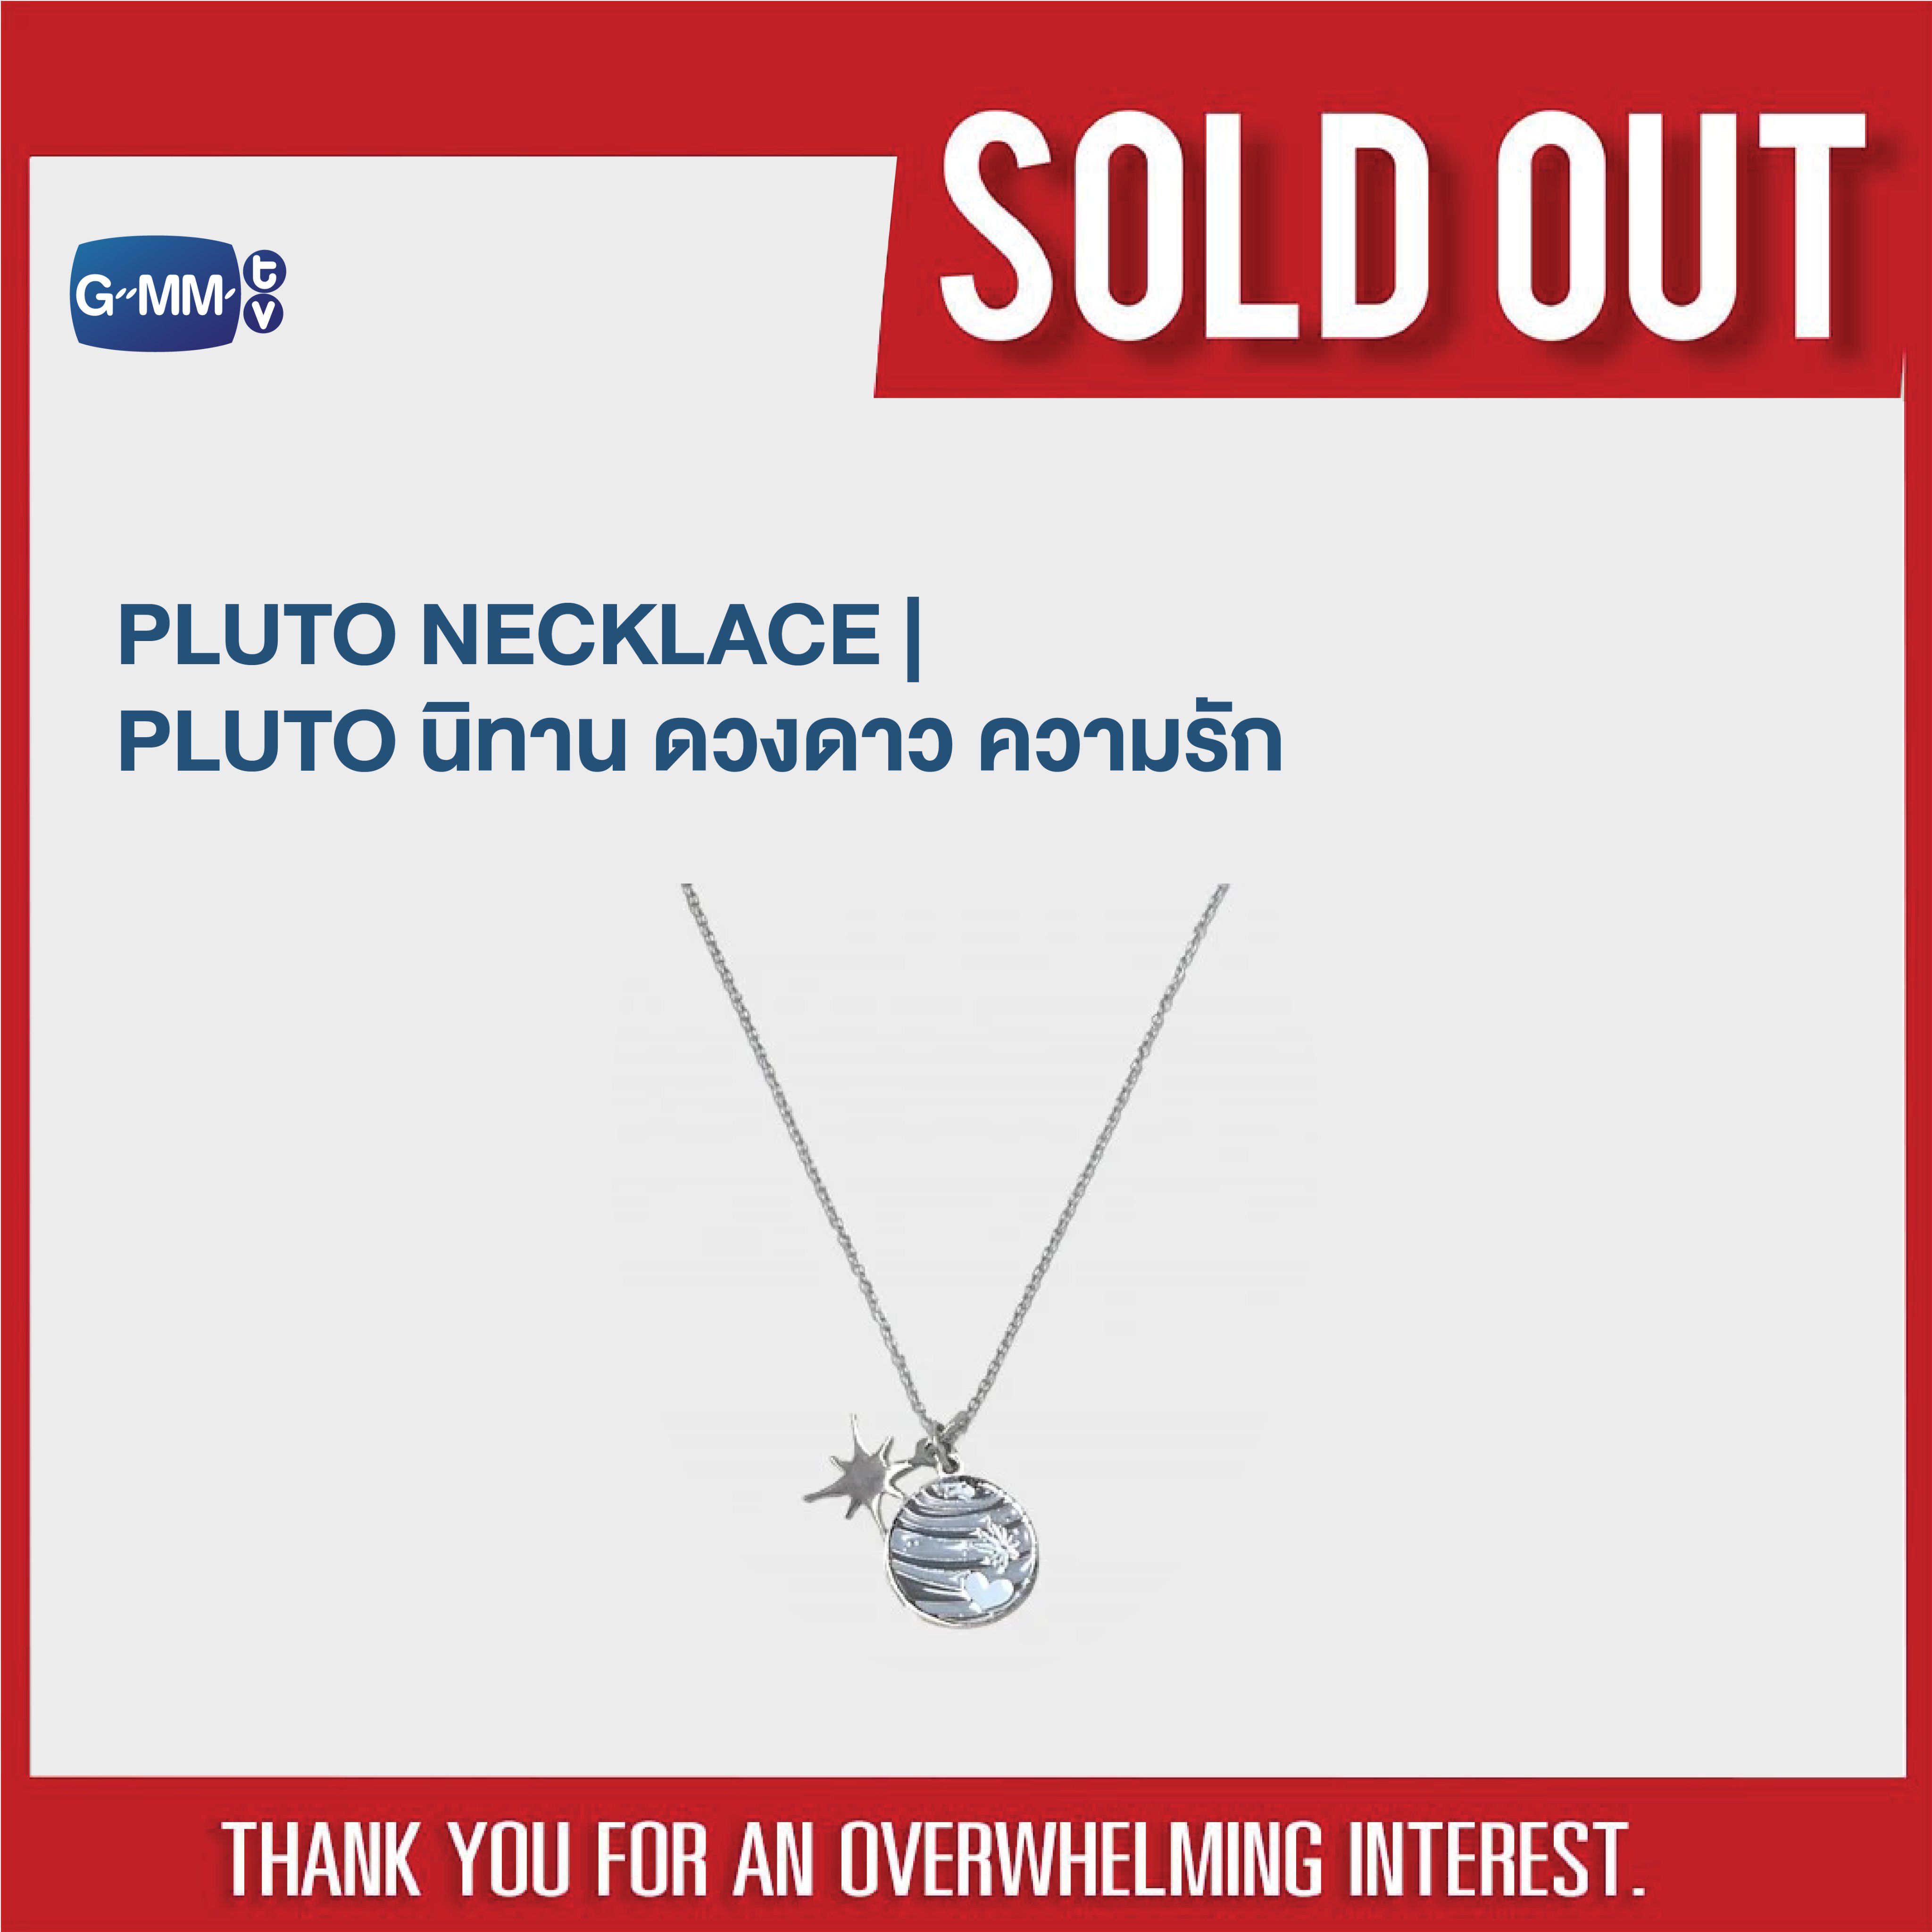 SOLD OUT
GMM tv
PLUTO NECKLACE |
PLUTO นิทาน ดวงดาว ความรัก
THANK YOU FOR AN OVERWHELMING INTEREST.